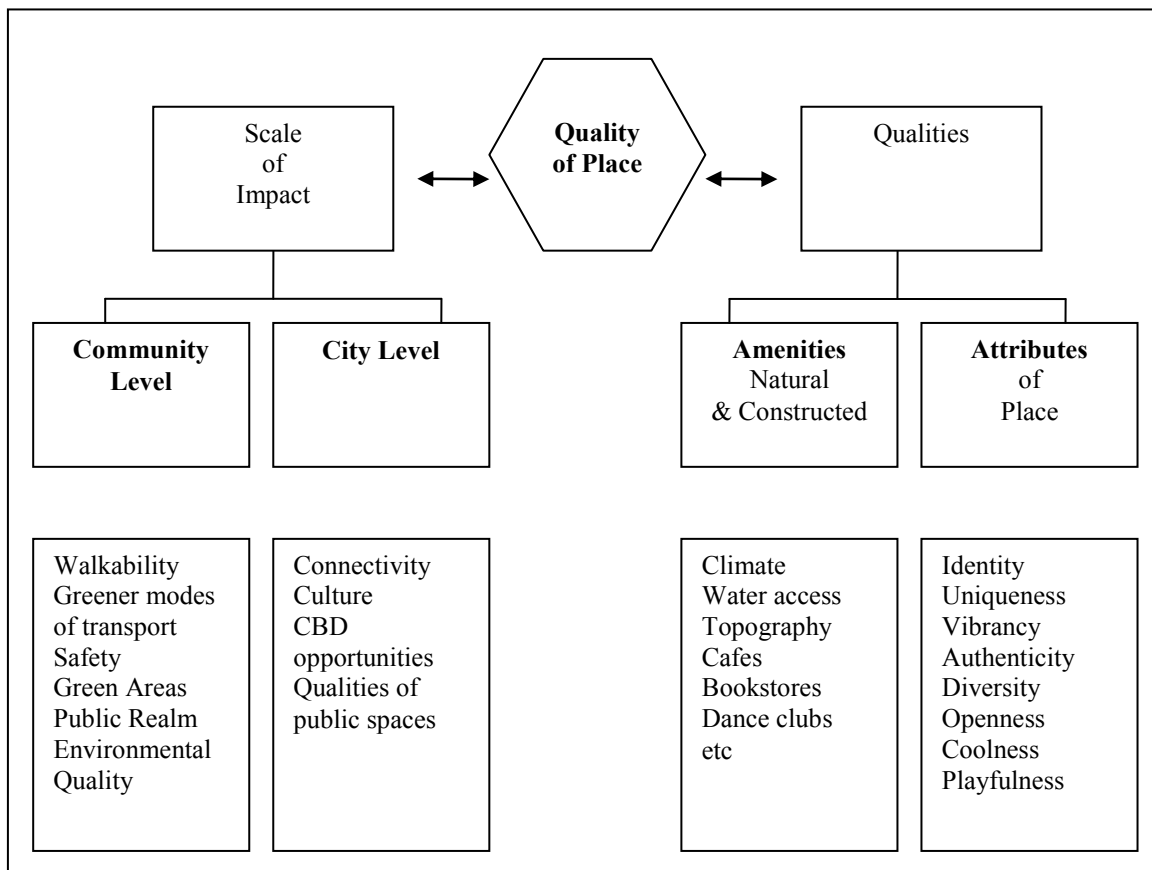 Scale
of
Impact
Quality
of Place
Qualities
Community
Level
City Level
Amenities
Natural
& Constructed
Attributes
of
Place
Walkability
Greener modes
of transport
Safety
Green Areas
Public Realm
Environmental
Quality
Connectivity
Culture
CBD
opportunities
Qualities of
public spaces
Climate
Water access
Topography
Cafes
Bookstores
Dance clubs
etc
Identity
Uniqueness
Vibrancy
Authenticity
Diversity
Openness
Coolness
Playfulness